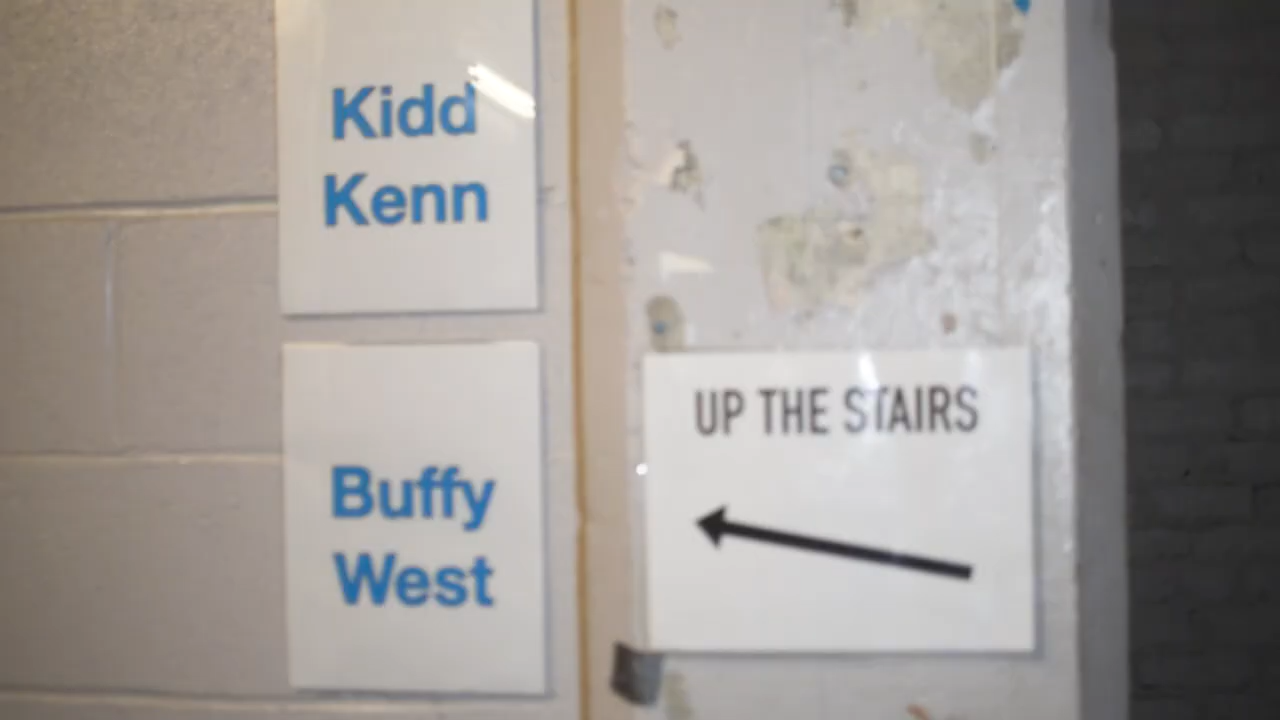 Kidd
Kenn
Buffy
West
UP THE STAIRS